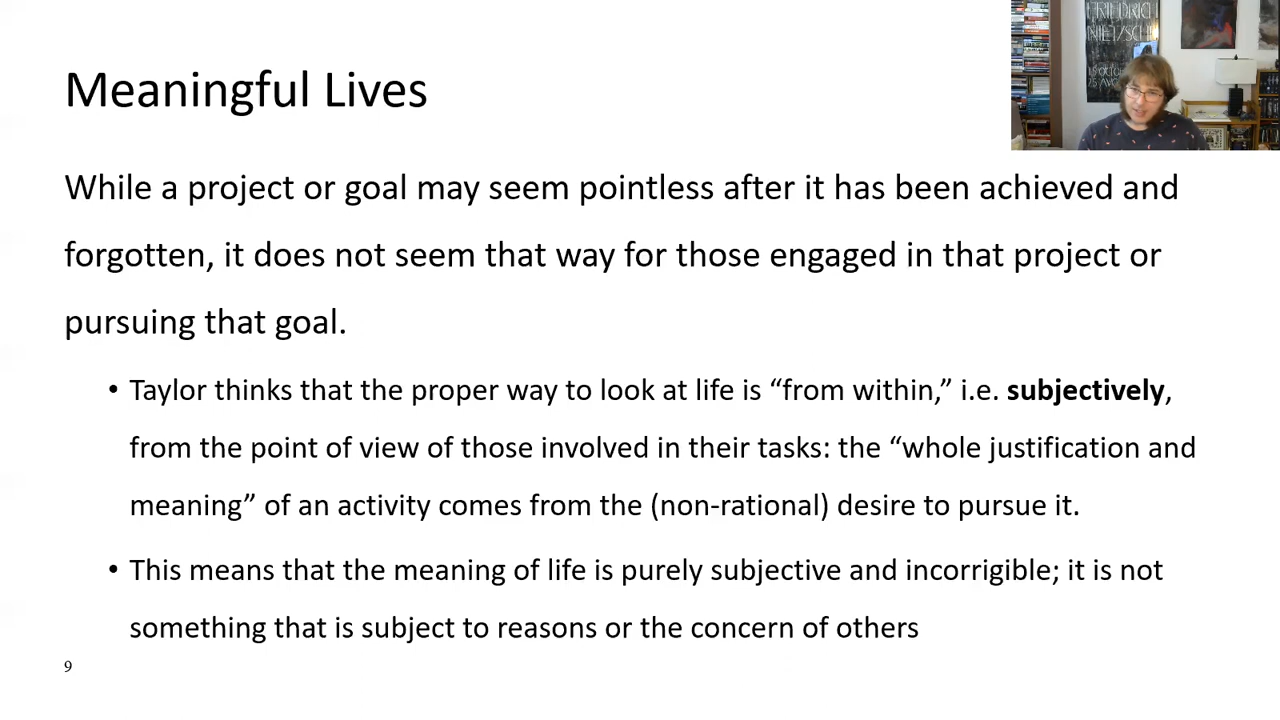 FRIEDRICH
NIETZSCHE
Meaningful Lives
While a project or goal may seem pointless after it has been achieved and
forgotten, it does not seem that way for those engaged in that project or
pursuing that goal.
• Taylor thinks that the proper way to look at life is “from within,” i.e. subjectively,
from the point of view of those involved in their tasks: the “whole justification and
meaning” of an activity comes from the (non-rational) desire to pursue it.
• This means that the meaning of life is purely subjective and incorrigible; it is not
something that is subject to reasons or the concern of others
9